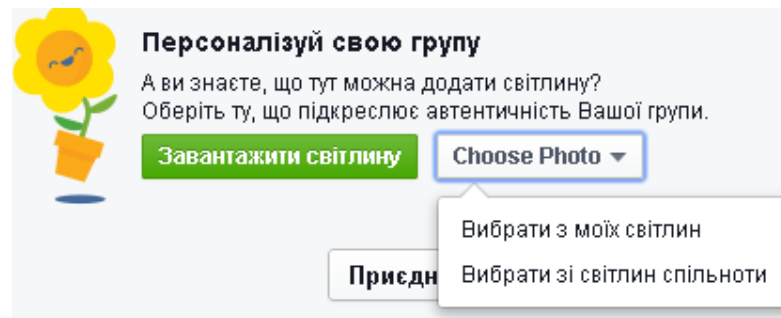 Персоналізуй свою групу
А ви знаєте, що тут можна додати світлину?
Оберіть ту, що підкреслює автентичність Вашої групи.
Завантажити світлину
Choose Photo
Вибрати з моїх світлин
Вибрати зі світлин спільноти